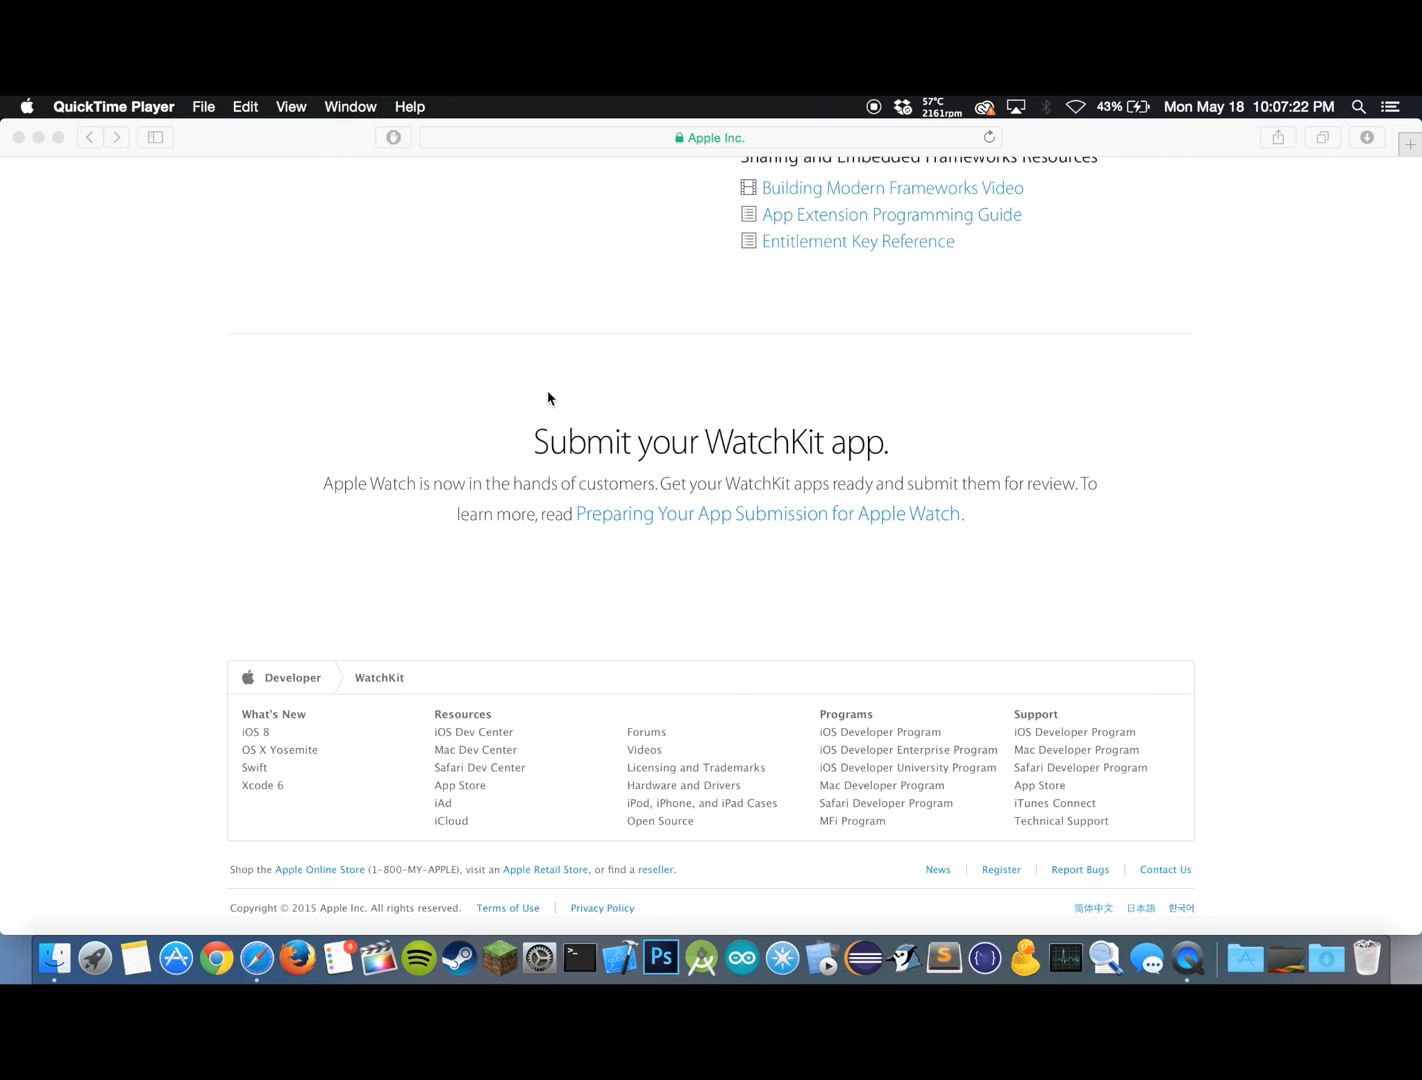 QuickTime Player File Edit View Window Help 57°C 2161rpm 43% Mon May 18 10:07:22 PM
Apple Inc.
Sharing and Embedded Frameworks Resources
Building Modern Frameworks Video
App Extension Programming Guide
Entitlement Key Reference
Submit your WatchKit app.
Apple Watch is now in the hands of customers. Get your WatchKit apps ready and submit them for review. To
learn more, read Preparing Your App Submission for Apple Watch.
Developer WatchKit
What's New
iOS 8
OS X Yosemite
Swift
Xcode 6
Resources
iOS Dev Center
Mac Dev Center
Safari Dev Center
App Store
iAd
iCloud
Forums
Videos
Licensing and Trademarks
Hardware and Drivers
iPod, iPhone, and iPad Cases
Open Source
Programs
iOS Developer Program
iOS Developer Enterprise Program
iOS Developer University Program
Mac Developer Program
Safari Developer Program
MFi Program
Support
iOS Developer Program
Mac Developer Program
Safari Developer Program
App Store
iTunes Connect
Technical Support
Shop the Apple Online Store (1-800-MY-APPLE), visit an Apple Retail Store, or find a reseller.
News Register Report Bugs Contact Us
Copyright © 2015 Apple Inc. All rights reserved. Terms of Use Privacy Policy
简体中文 日本語 한국어
6
Ps
S